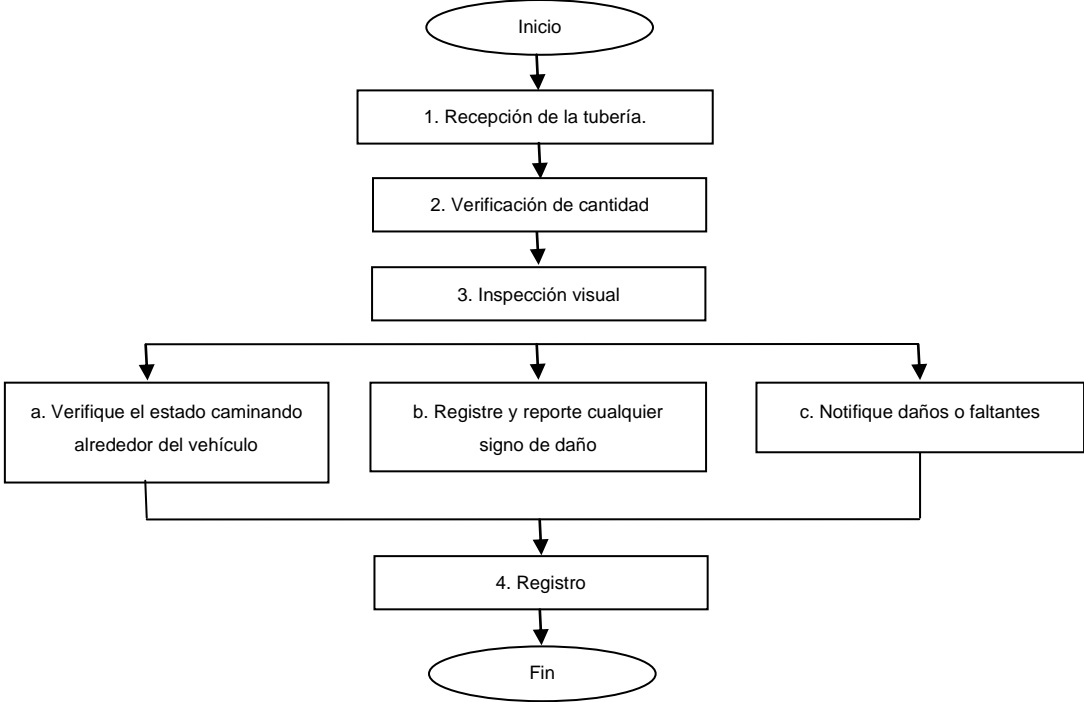 Inicio
1. Recepción de la tubería.
2. Verificación de cantidad
3. Inspección visual
a. Verifique el estado caminando
alrededor del vehículo
b. Registre y reporte cualquier
signo de daño
c. Notifique daños o faltantes
4. Registro
Fin